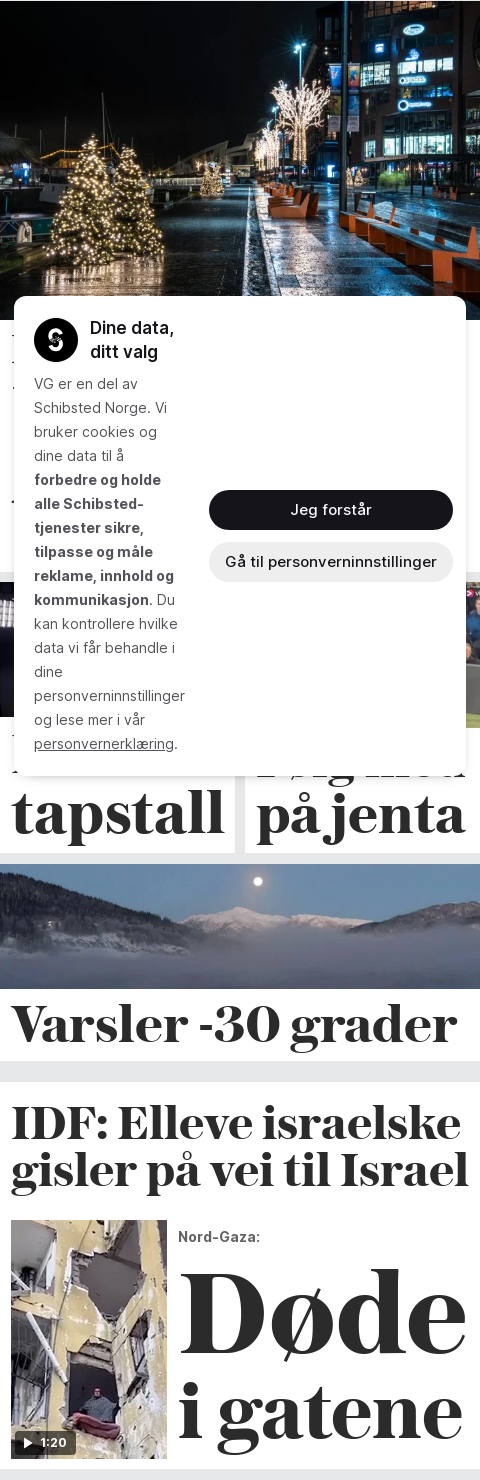 Dine data,
ditt valg
VG er en del av
Schibsted Norge. Vi
bruker cookies og
dine data til å
forbedre og holde
alle Schibsted-
tjenester sikre,
tilpasse og måle
reklame, innhold og
kommunikasjon. Du
kan kontrollere hvilke
data vi får behandle i
dine
personverninnstillinger
og lese mer i vår
personvernerklæring.
Jeg forstår
Gå til personverninnstillinger
tapstall
på jenta
Varsler -30 grader
IDF: Elleve israelske
gisler på vei til Israel
Nord-Gaza:
Døde
i gatene
1:20